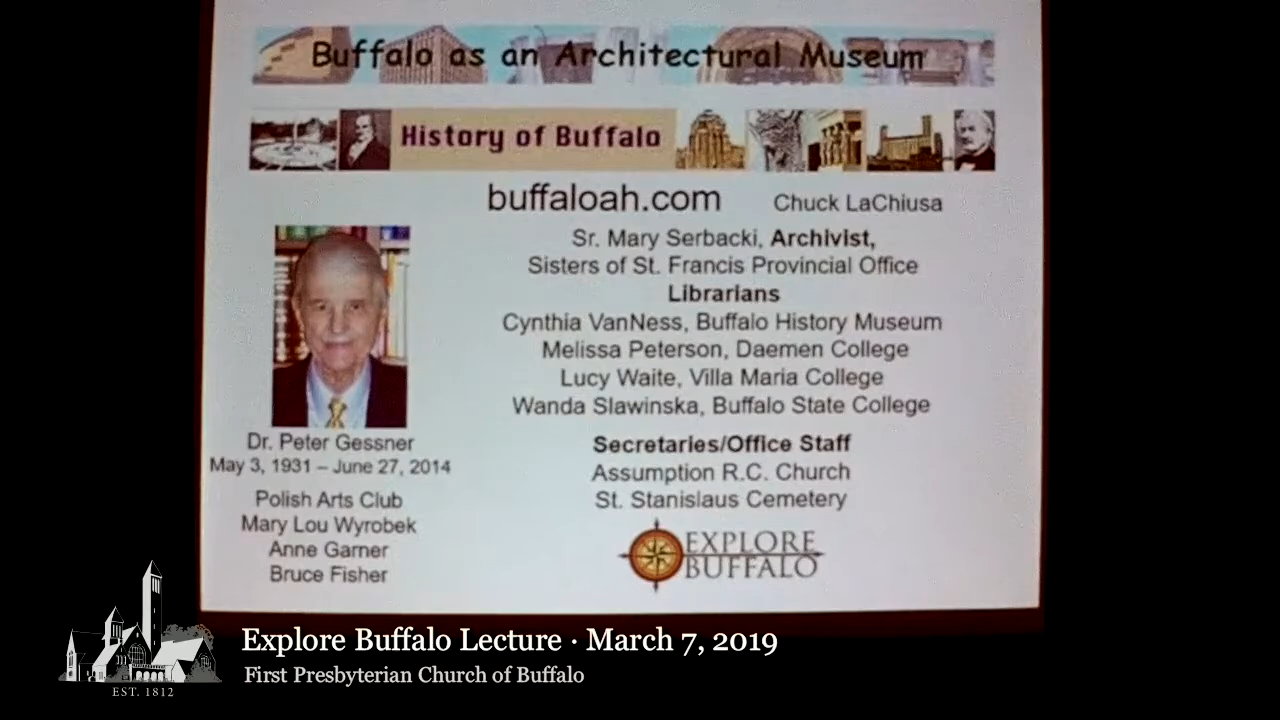 Buffalo as an Architectural Museum
History of Buffalo
buffaloah.com Chuck LaChiusa
Sr. Mary Serbacki, Archivist,
Sisters of St. Francis Provincial Office
Librarians
Cynthia VanNess, Buffalo History Museum
Melissa Peterson, Daemen College
Lucy Waite, Villa Maria College
Wanda Slawinska, Buffalo State College
Secretaries/Office Staff
Assumption R.C. Church
St. Stanislaus Cemetery
EXPLORE
BUFFALO
Dr. Peter Gessner
May 3, 1931 – June 27, 2014
Polish Arts Club
Mary Lou Wyrobek
Anne Garner
Bruce Fisher
Explore Buffalo Lecture · March 7, 2019
First Presbyterian Church of Buffalo
EST. 1812